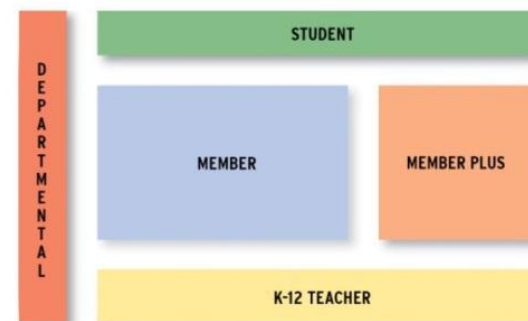 DEPARTMENTAL
STUDENT
MEMBER
MEMBER PLUS
K-12 TEACHER